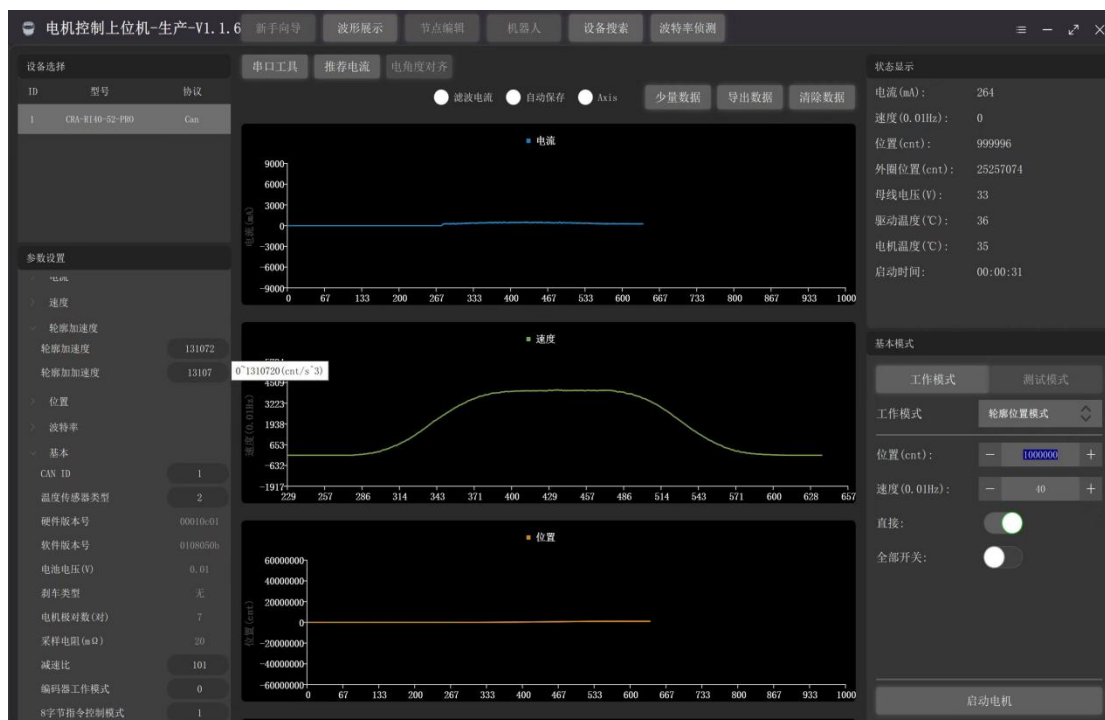 电机控制上位机-生产-V1.1.6 新手向导 波形展示 节点编辑 机器人 设备搜索 波特率侦测
设备选择
ID 型号 协议
1 CRA-RI40-52-PRO Can
参数设置
电流
速度
轮廓加速度
轮廓加速度 131072
轮廓加加速度 13107
0~1310720(cnt/s^3)
位置
波特率
基本
CAN ID 1
温度传感器类型 2
硬件版本号 00010c01
软件版本号 0108050b
电池电压(V) 0.01
刹车类型 无
电机极对数(对) 7
采样电阻(mΩ) 20
减速比 101
编码器工作模式 0
8字节指令控制模式 1
串口工具 推荐电流 电角度对齐
滤波电流 自动保存 Axis 少量数据 导出数据 清除数据
电流
电流(mA)
9000
6000
3000
0
-3000
-6000
-9000
0 67 133 200 267 333 400 467 533 600 667 733 800 867 933 1000
速度
速度(0.01Hz)
4509
3223
1938
653
-632
-1917
229 257 286 314 343 371 400 429 457 486 514 543 571 600 628 657
位置
位置(cnt)
60000000
40000000
20000000
0
-20000000
-40000000
-60000000
0 67 133 200 267 333 400 467 533 600 667 733 800 867 933 1000
状态显示
电流(mA): 264
速度(0.01Hz): 0
位置(cnt): 999996
外圈位置(cnt): 25257074
母线电压(V): 33
驱动温度(℃): 36
电机温度(℃): 35
启动时间: 00:00:31
基本模式
工作模式 测试模式
工作模式 轮廓位置模式
位置(cnt): - 1000000 +
速度(0.01Hz): - 40 +
直接:
全部开关:
启动电机